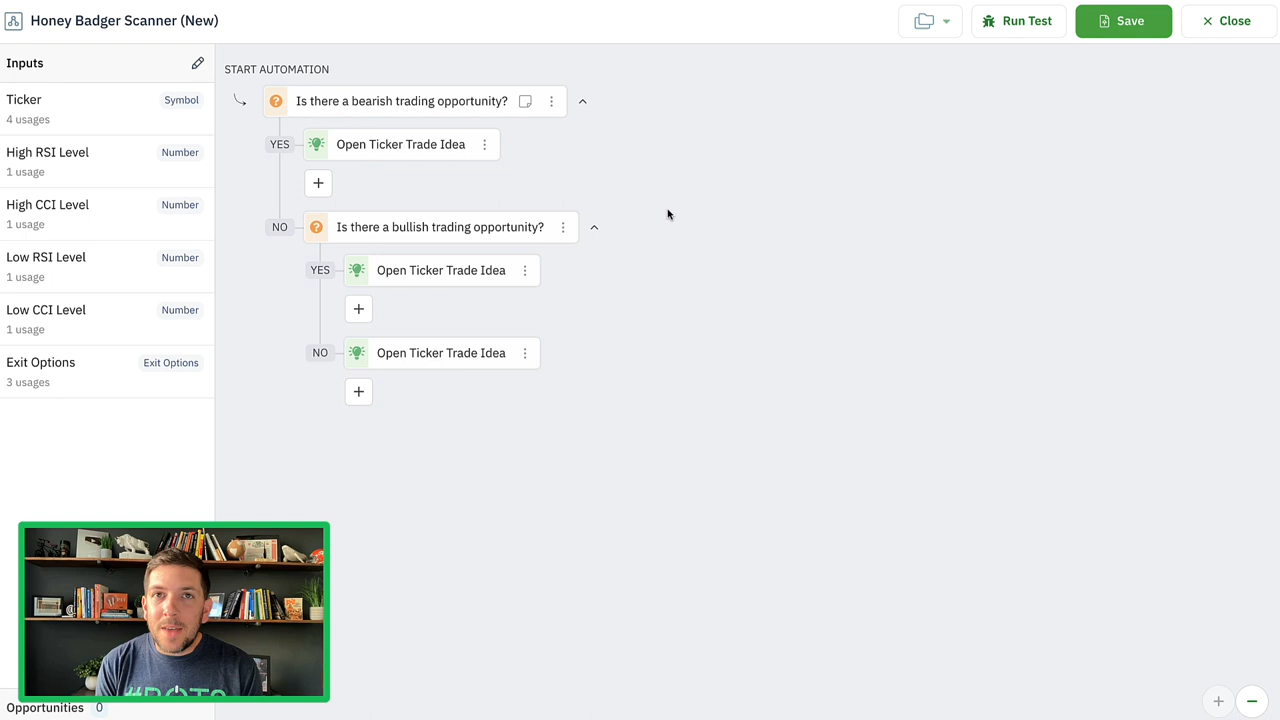 Honey Badger Scanner (New)
Run Test
Save
Close
Inputs
Ticker
Symbol
4 usages
High RSI Level
Number
1 usage
High CCI Level
Number
1 usage
Low RSI Level
Number
1 usage
Low CCI Level
Number
1 usage
Exit Options
Exit Options
3 usages
START AUTOMATION
Is there a bearish trading opportunity?
YES
Open Ticker Trade Idea
NO
Is there a bullish trading opportunity?
YES
Open Ticker Trade Idea
NO
Open Ticker Trade Idea
#BOTS
Opportunities 0